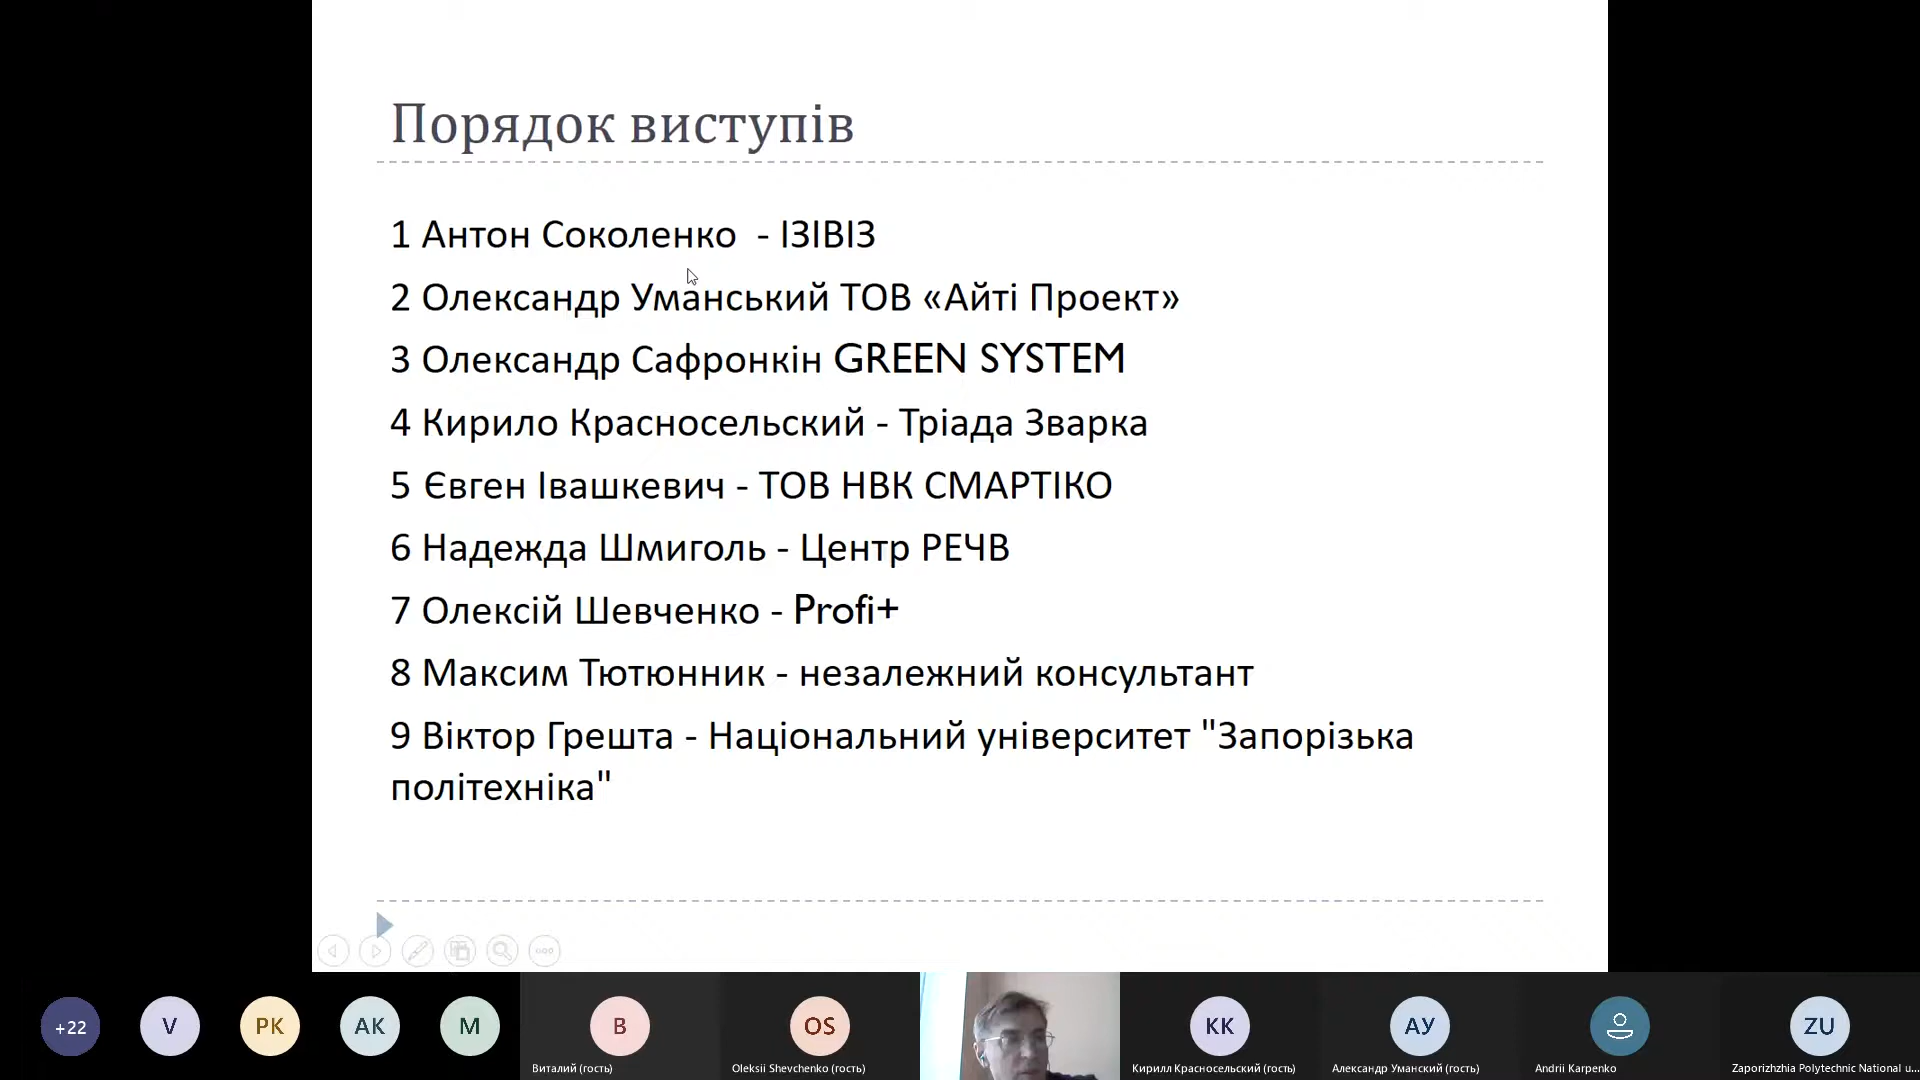 Порядок виступів
1 Антон Соколенко - ІЗІВІЗ
2 Олександр Уманський ТОВ «Айті Проект»
3 Олександр Сафронкін GREEN SYSTEM
4 Кирило Красносельский - Тріада Зварка
5 Євген Івашкевич - ТОВ НВК СМАРТІКО
6 Надежда Шмиголь - Центр РЕЧВ
7 Олексій Шевченко - Profi+
8 Максим Тютюнник - незалежний консультант
9 Віктор Грешта - Національний університет "Запорізька
політехніка"
+22
V
PK
AK
M
B
OS
KK
АУ
ZU
Виталий (гость)
Oleksii Shevchenko (гость)
Кирилл Красносельский (гость)
Александр Уманский (гость)
Andrii Karpenko
Zaporizhzhia Polytechnic National u...